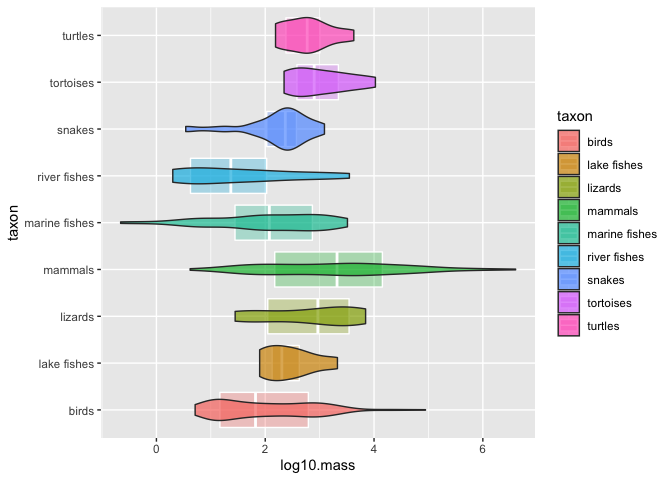 turtles
tortoises
snakes
river fishes
marine fishes
mammals
lizards
lake fishes
birds
taxon
0 2 4 6
log10.mass
taxon
birds
lake fishes
lizards
mammals
marine fishes
river fishes
snakes
tortoises
turtles